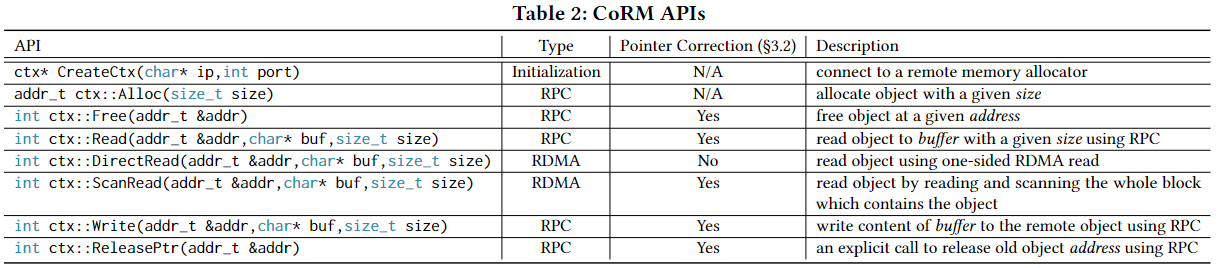 Table 2: CoRM APIs
API Type Pointer Correction (§3.2) Description
ctx* CreateCtx(char* ip,int port) Initialization N/A connect to a remote memory allocator
addr_t ctx::Alloc(size_t size) RPC N/A allocate object with a given size
int ctx::Free(addr_t &addr) RPC Yes free object at a given address
int ctx::Read(addr_t &addr,char* buf,size_t size) RPC Yes read object to buffer with a given size using RPC
int ctx::DirectRead(addr_t &addr,char* buf,size_t size) RDMA No read object using one-sided RDMA read
int ctx::ScanRead(addr_t &addr,char* buf,size_t size) RDMA Yes read object by reading and scanning the whole block
which contains the object
int ctx::Write(addr_t &addr,char* buf,size_t size) RPC Yes write content of buffer to the remote object using RPC
int ctx::ReleasePtr(addr_t &addr) RPC Yes an explicit call to release old object address using RPC